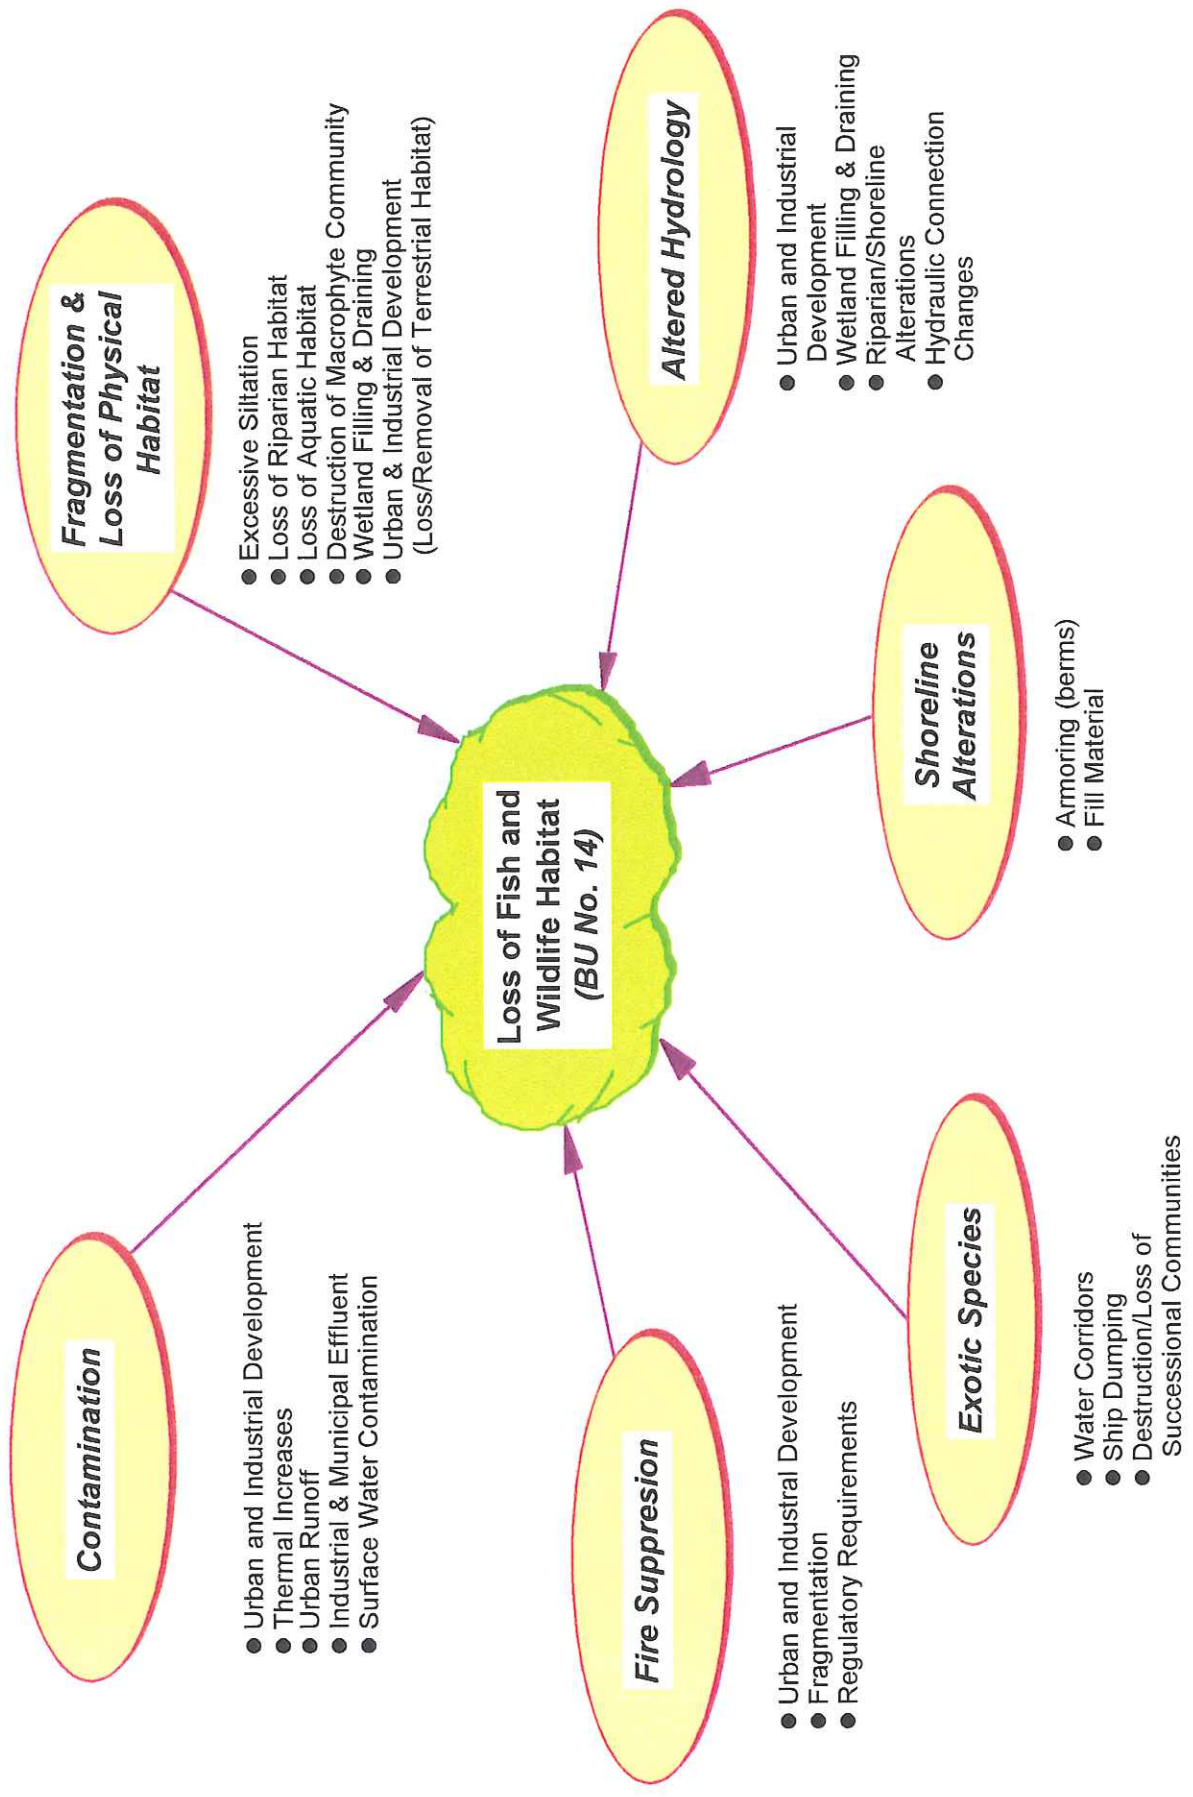 Contamination
● Urban and Industrial Development
● Thermal Increases
● Urban Runoff
● Industrial & Municipal Effluent
● Surface Water Contamination
Fragmentation &
Loss of Physical
Habitat
● Excessive Siltation
● Loss of Riparian Habitat
● Loss of Aquatic Habitat
● Destruction of Macrophyte Community
● Wetland Filling & Draining
● Urban & Industrial Development
(Loss/Removal of Terrestrial Habitat)
Loss of Fish and
Wildlife Habitat
(BU No. 14)
Fire Suppresion
● Urban and Industral Development
● Fragmentation
● Regulatory Requirements
Altered Hydrology
● Urban and Industrial
Development
● Wetland Filling & Draining
● Riparian/Shoreline
Alterations
● Hydraulic Connection
Changes
Exotic Species
● Water Corridors
● Ship Dumping
● Destruction/Loss of
Successional Communities
Shoreline
Alterations
● Armoring (berms)
● Fill Material